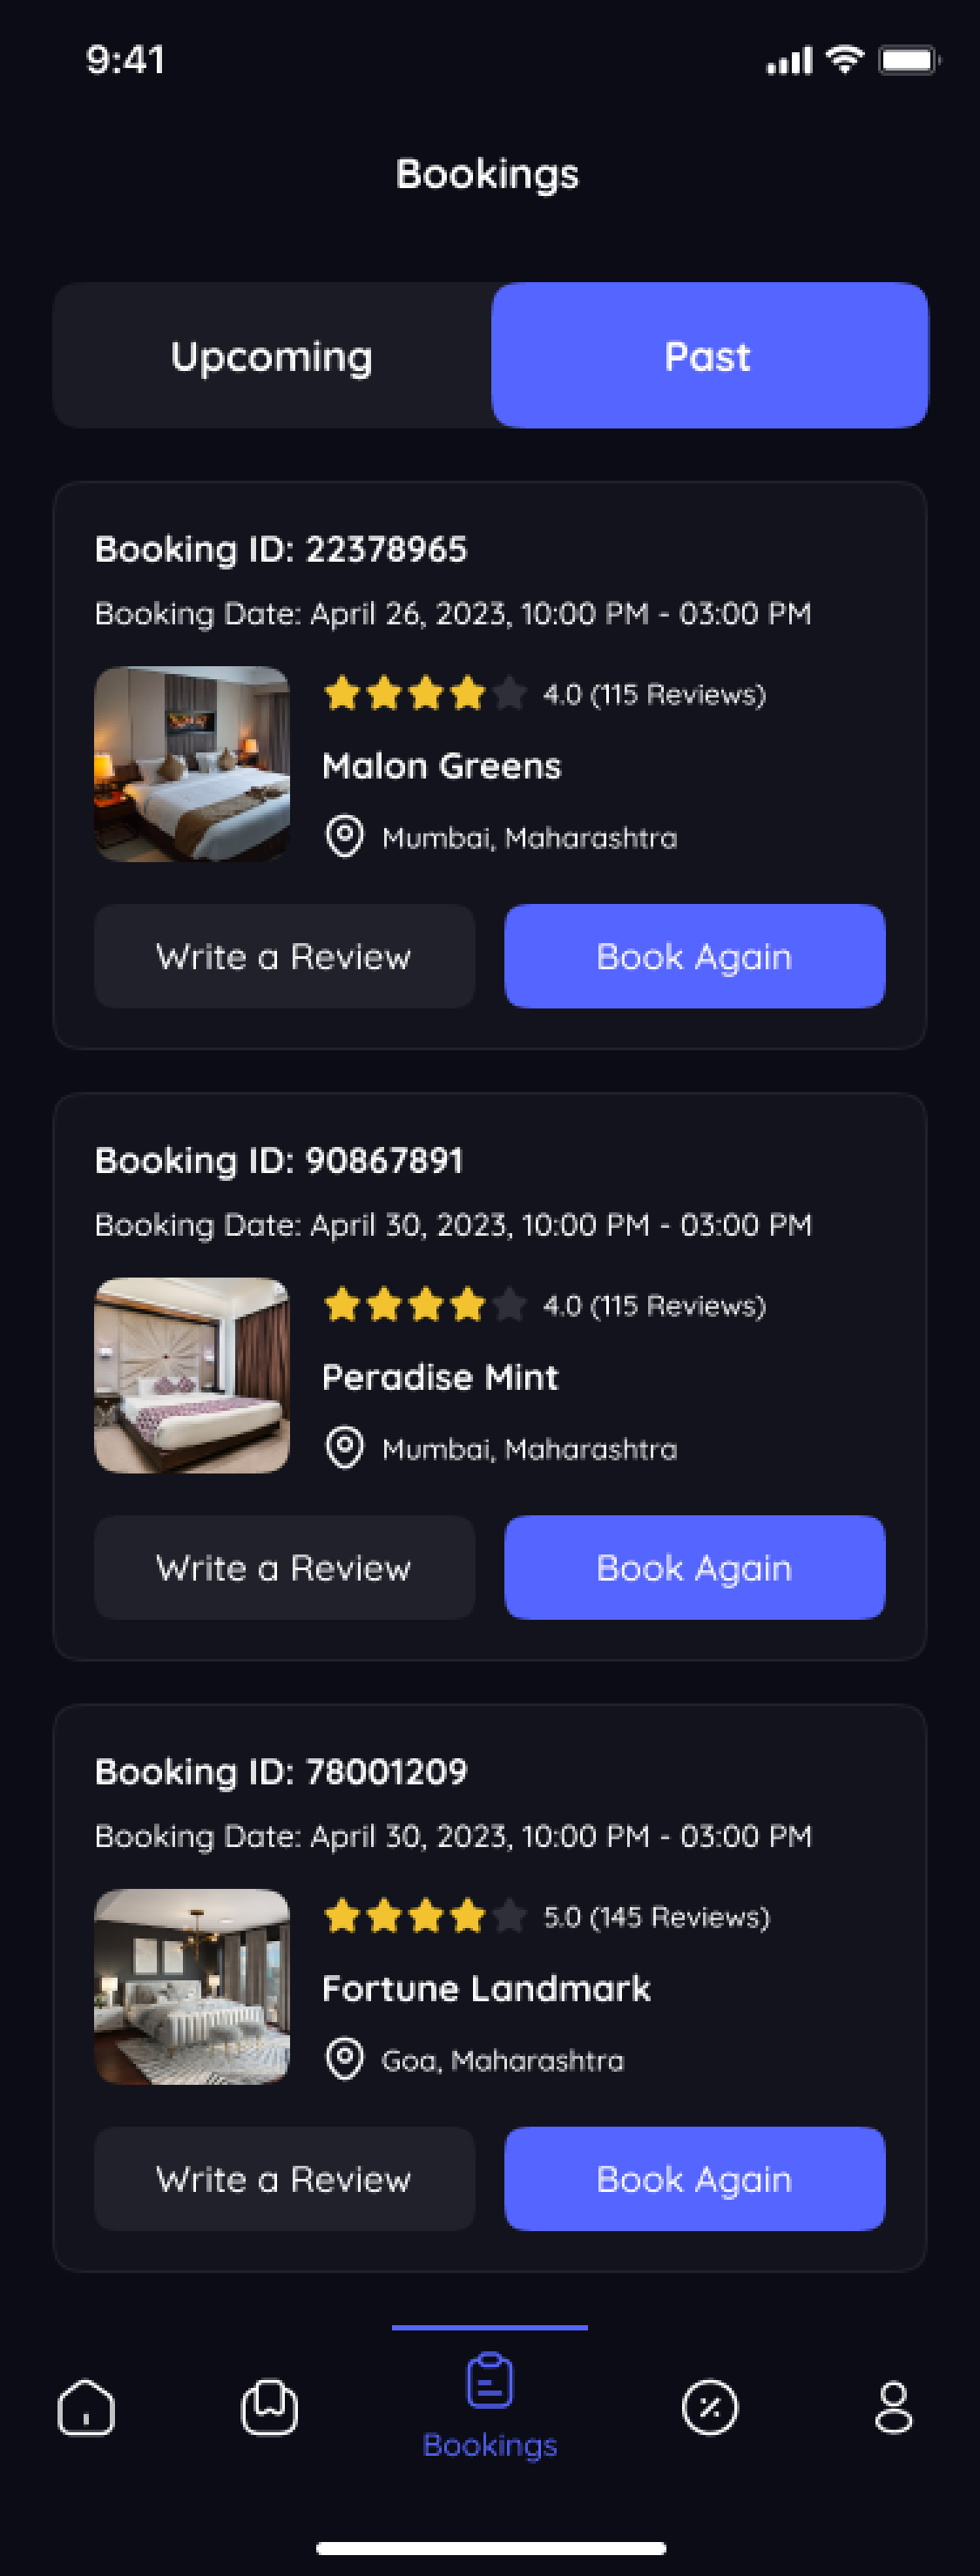 9:41
Bookings
Upcoming
Past
Booking ID: 22378965
Booking Date: April 26, 2023, 10:00 PM - 03:00 PM
4.0 (115 Reviews)
Malon Greens
Mumbai, Maharashtra
Write a Review
Book Again
Booking ID: 90867891
Booking Date: April 30, 2023, 10:00 PM - 03:00 PM
4.0 (115 Reviews)
Peradise Mint
Mumbai, Maharashtra
Write a Review
Book Again
Booking ID: 78001209
Booking Date: April 30, 2023, 10:00 PM - 03:00 PM
5.0 (145 Reviews)
Fortune Landmark
Goa, Maharashtra
Write a Review
Book Again
Bookings